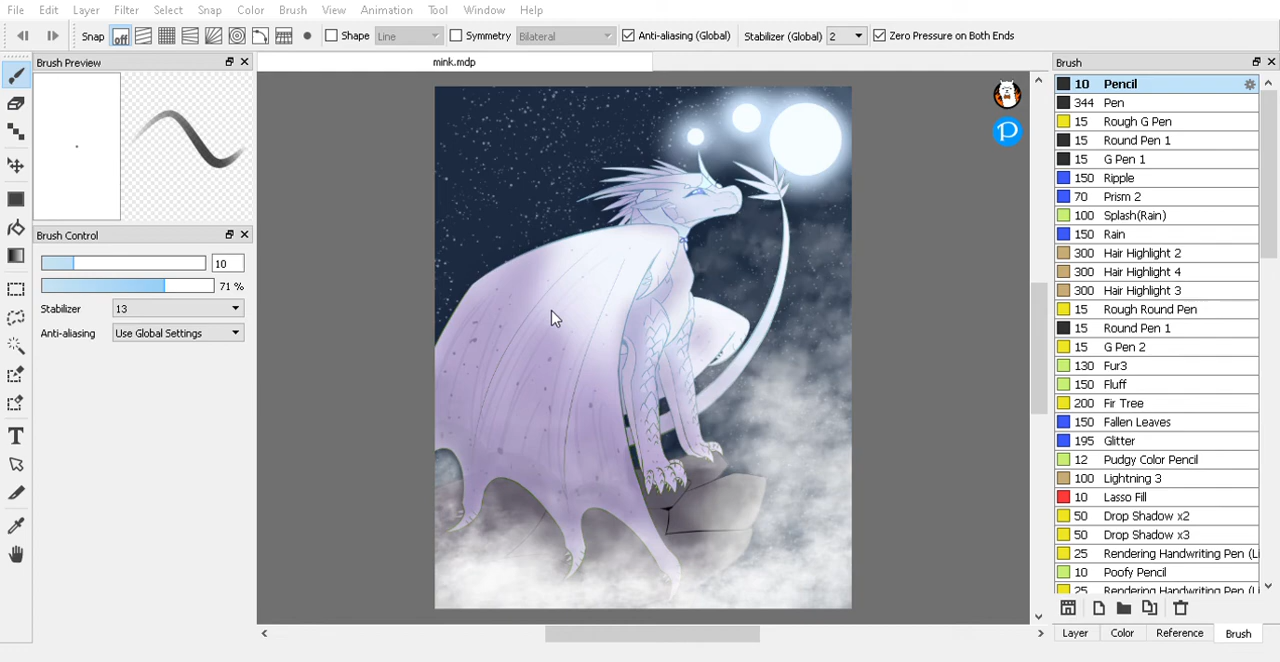 File Edit Layer Filter Select Snap Color Brush View Animation Tool Window Help
Snap off Shape Line Symmetry Bilateral Anti-aliasing (Global) Stabilizer (Global) 2 Zero Pressure on Both Ends
Brush Preview
mink.mdp
Brush
10 Pencil
344 Pen
15 Rough G Pen
15 Round Pen 1
15 G Pen 1
150 Ripple
70 Prism 2
100 Splash(Rain)
150 Rain
300 Hair Highlight 2
300 Hair Highlight 4
300 Hair Highlight 3
15 Rough Round Pen
15 Round Pen 1
15 G Pen 2
130 Fur3
150 Fluff
200 Fir Tree
150 Fallen Leaves
195 Glitter
12 Pudgy Color Pencil
100 Lightning 3
10 Lasso Fill
50 Drop Shadow x2
50 Drop Shadow x3
25 Rendering Handwriting Pen (Li
10 Poofy Pencil
25 Rendering Handwriting Pen (L
Brush Control
10
71 %
Stabilizer 13
Anti-aliasing Use Global Settings
T
P
Layer Color Reference Brush